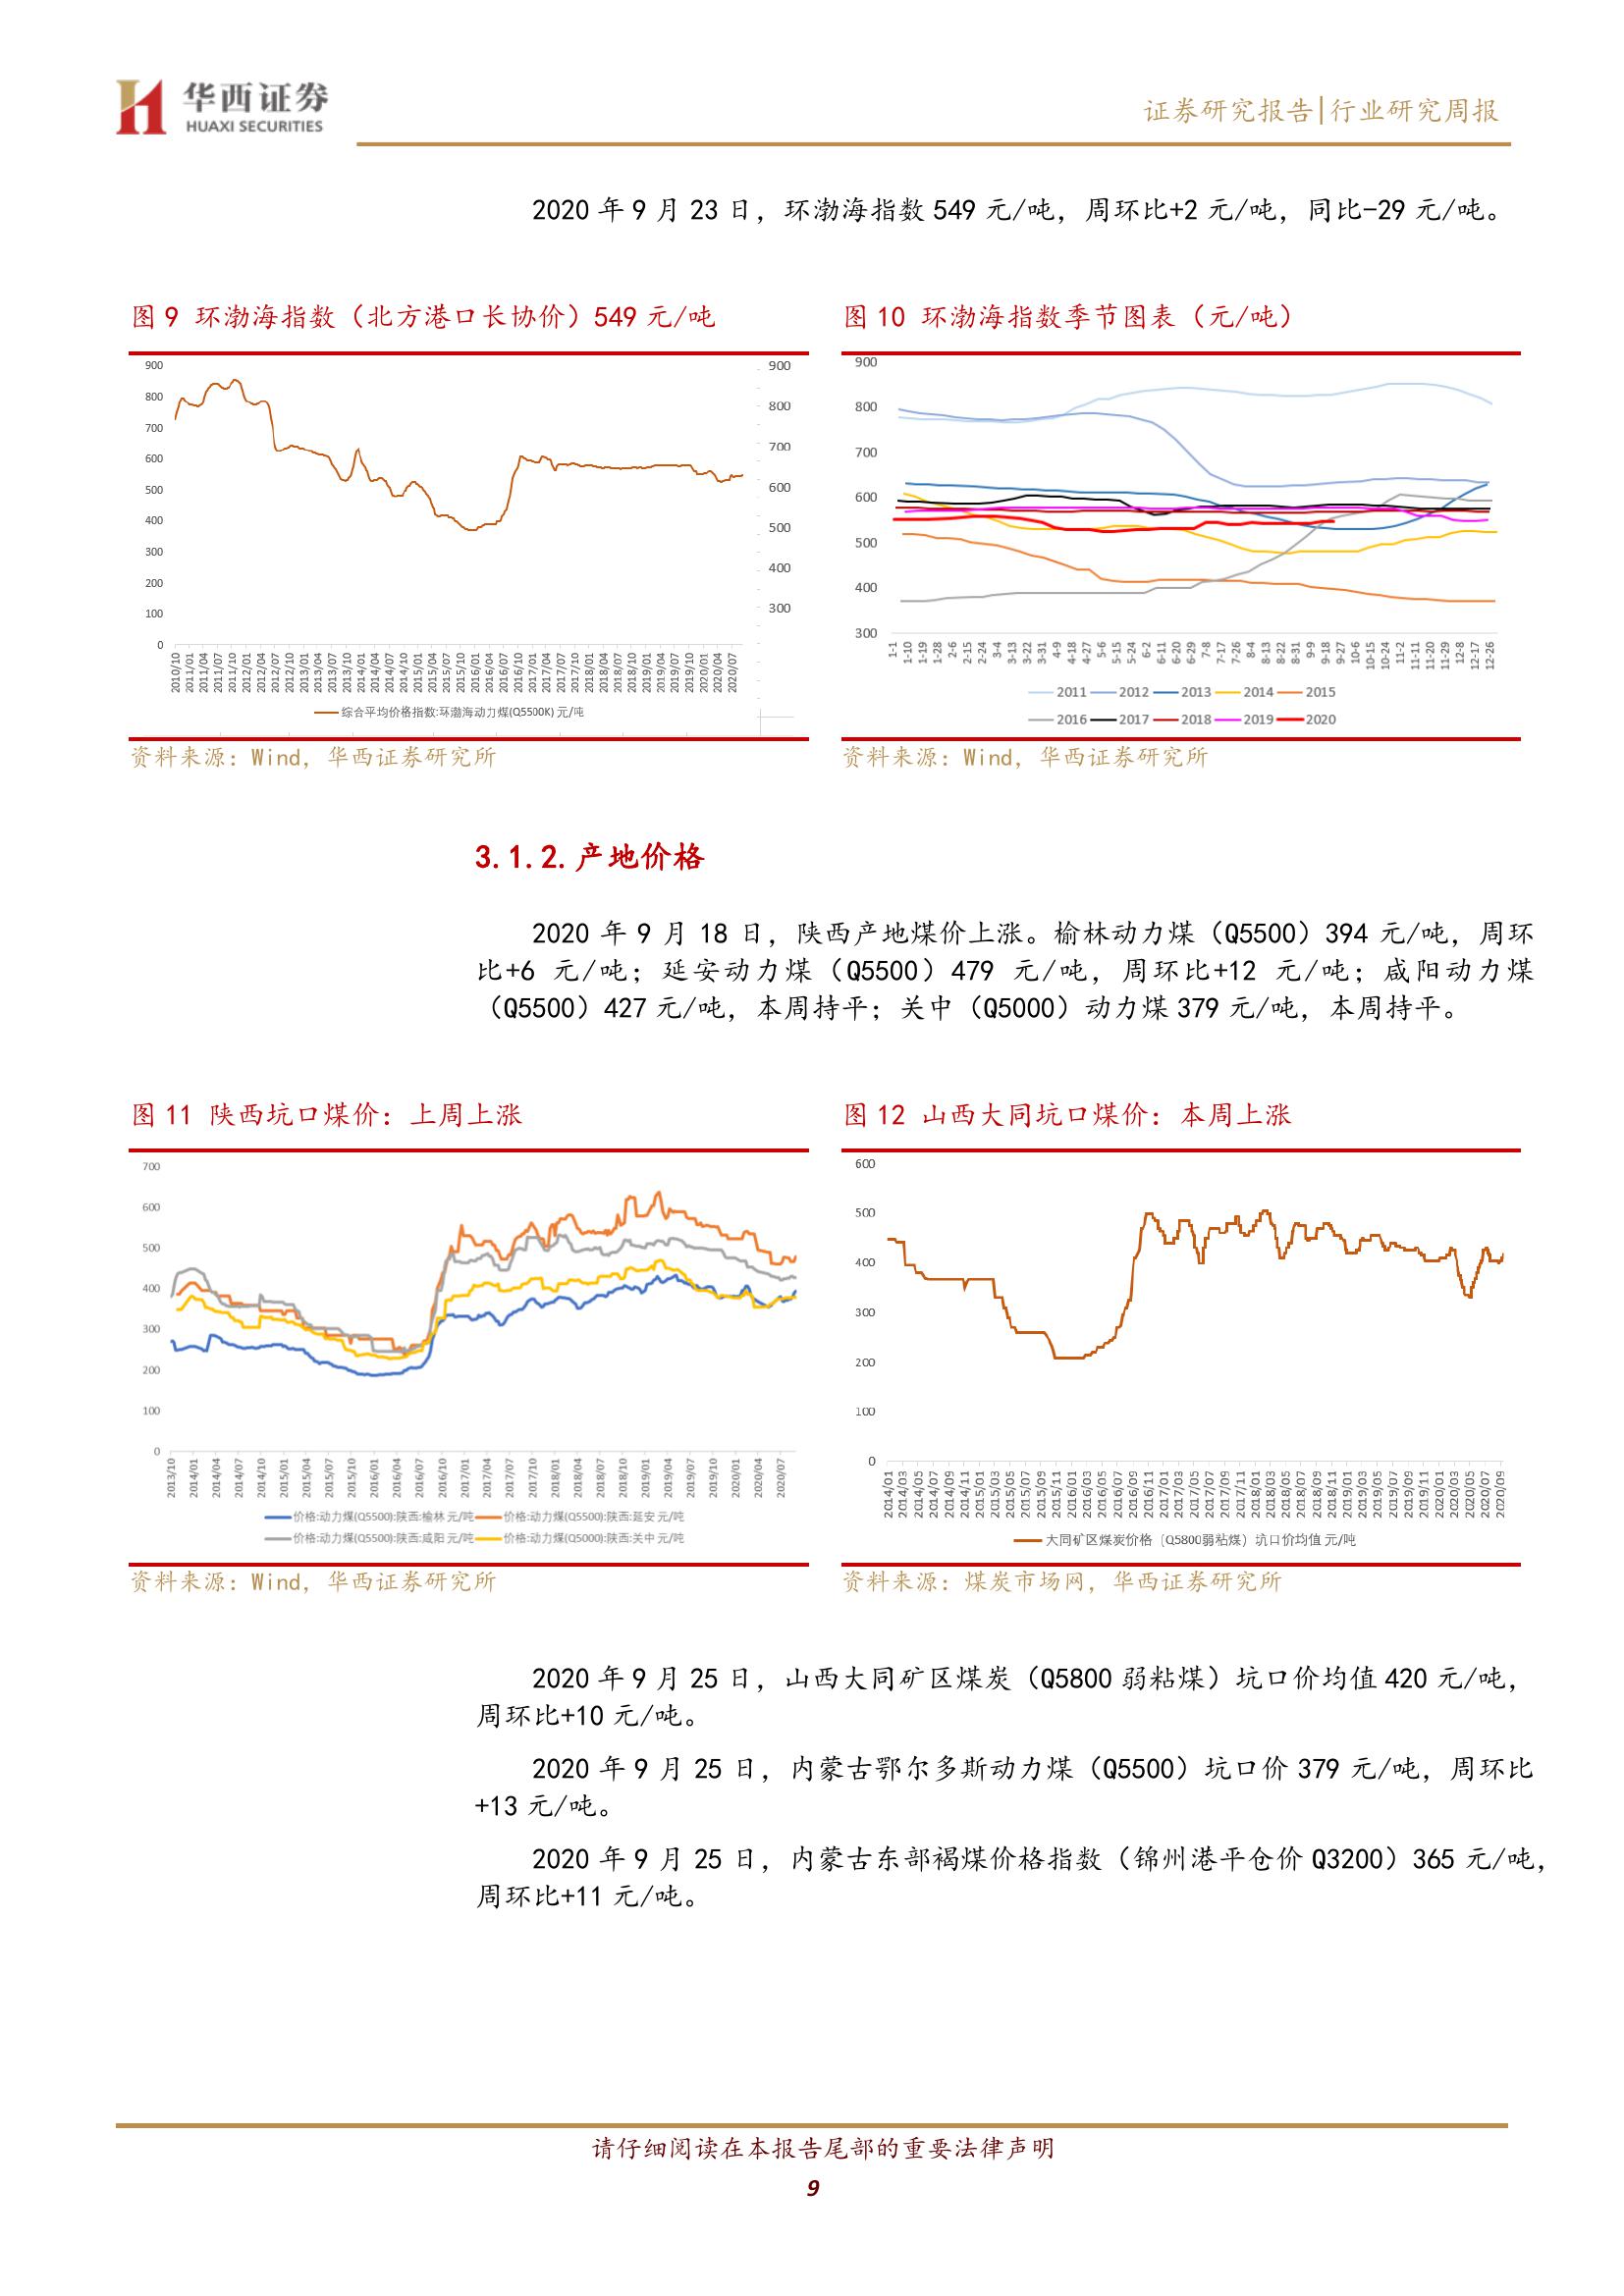 华西证券
HUAXI SECURITIES
证券研究报告|行业研究周报
2020 年 9 月 23 日，环渤海指数 549 元/吨，周环比+2 元/吨，同比-29 元/吨。
图 9 环渤海指数（北方港口长协价）549 元/吨
900
800
700
600
500
400
300
200
100
0
900
800
700
600
500
400
300
2010/10 2011/01 2011/04 2011/07 2011/10 2012/01 2012/04 2012/07 2012/10 2013/01 2013/04 2013/07 2013/10 2014/01 2014/04 2014/07 2014/10 2015/01 2015/04 2015/07 2015/10 2016/01 2016/04 2016/07 2016/10 2017/01 2017/04 2017/07 2017/10 2018/01 2018/04 2018/07 2018/10 2019/01 2019/04 2019/07 2019/10 2020/01 2020/04 2020/07
综合平均价格指数:环渤海动力煤(Q5500K) 元/吨
资料来源：Wind，华西证券研究所
图 10 环渤海指数季节图表（元/吨）
900
800
700
600
500
400
300
1-1 1-10 1-19 1-28 2-6 2-15 2-24 3-4 3-13 3-22 3-31 4-9 4-18 4-27 5-6 5-15 5-24 6-2 6-11 6-20 6-29 7-8 7-17 7-26 8-4 8-13 8-22 8-31 9-9 9-18 9-27 10-6 10-15 10-24 11-2 11-11 11-20 11-29 12-8 12-17 12-26
2011 2012 2013 2014 2015
2016 2017 2018 2019 2020
资料来源：Wind，华西证券研究所
3.1.2.产地价格
2020 年 9 月 18 日，陕西产地煤价上涨。榆林动力煤（Q5500）394 元/吨，周环
比+6 元/吨；延安动力煤（Q5500）479 元/吨，周环比+12 元/吨；咸阳动力煤
（Q5500）427 元/吨，本周持平；关中（Q5000）动力煤 379 元/吨，本周持平。
图 11 陕西坑口煤价：上周上涨
700
600
500
400
300
200
100
0
2013/10 2014/01 2014/04 2014/07 2014/10 2015/01 2015/04 2015/07 2015/10 2016/01 2016/04 2016/07 2016/10 2017/01 2017/04 2017/07 2017/10 2018/01 2018/04 2018/07 2018/10 2019/01 2019/04 2019/07 2019/10 2020/01 2020/04 2020/07
价格:动力煤(Q5500):陕西:榆林 元/吨 价格:动力煤(Q5500):陕西:延安 元/吨
价格:动力煤(Q5500):陕西:咸阳 元/吨 价格:动力煤(Q5000):陕西:关中 元/吨
资料来源：Wind，华西证券研究所
图 12 山西大同坑口煤价：本周上涨
600
500
400
300
200
100
0
2014/01 2014/03 2014/05 2014/07 2014/09 2014/11 2015/01 2015/03 2015/05 2015/07 2015/09 2015/11 2016/01 2016/03 2016/05 2016/07 2016/09 2016/11 2017/01 2017/03 2017/05 2017/07 2017/09 2017/11 2018/01 2018/03 2018/05 2018/07 2018/09 2018/11 2019/01 2019/03 2019/05 2019/07 2019/09 2019/11 2020/01 2020/03 2020/05 2020/07 2020/09
大同矿区煤炭价格（Q5800弱粘煤）坑口价均值 元/吨
资料来源：煤炭市场网，华西证券研究所
2020 年 9 月 25 日，山西大同矿区煤炭（Q5800 弱粘煤）坑口价均值 420 元/吨，
周环比+10 元/吨。
2020 年 9 月 25 日，内蒙古鄂尔多斯动力煤（Q5500）坑口价 379 元/吨，周环比
+13 元/吨。
2020 年 9 月 25 日，内蒙古东部褐煤价格指数（锦州港平仓价 Q3200）365 元/吨，
周环比+11 元/吨。
请仔细阅读在本报告尾部的重要法律声明
9